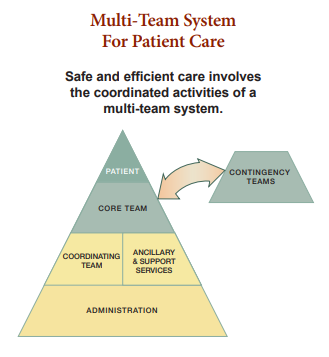 Multi-Team System
For Patient Care
Safe and efficient care involves
the coordinated activities of a
multi-team system.
PATIENT
CONTINGENCY
TEAMS
CORE TEAM
COORDINATING
TEAM
ANCILLARY
& SUPPORT
SERVICES
ADMINISTRATION